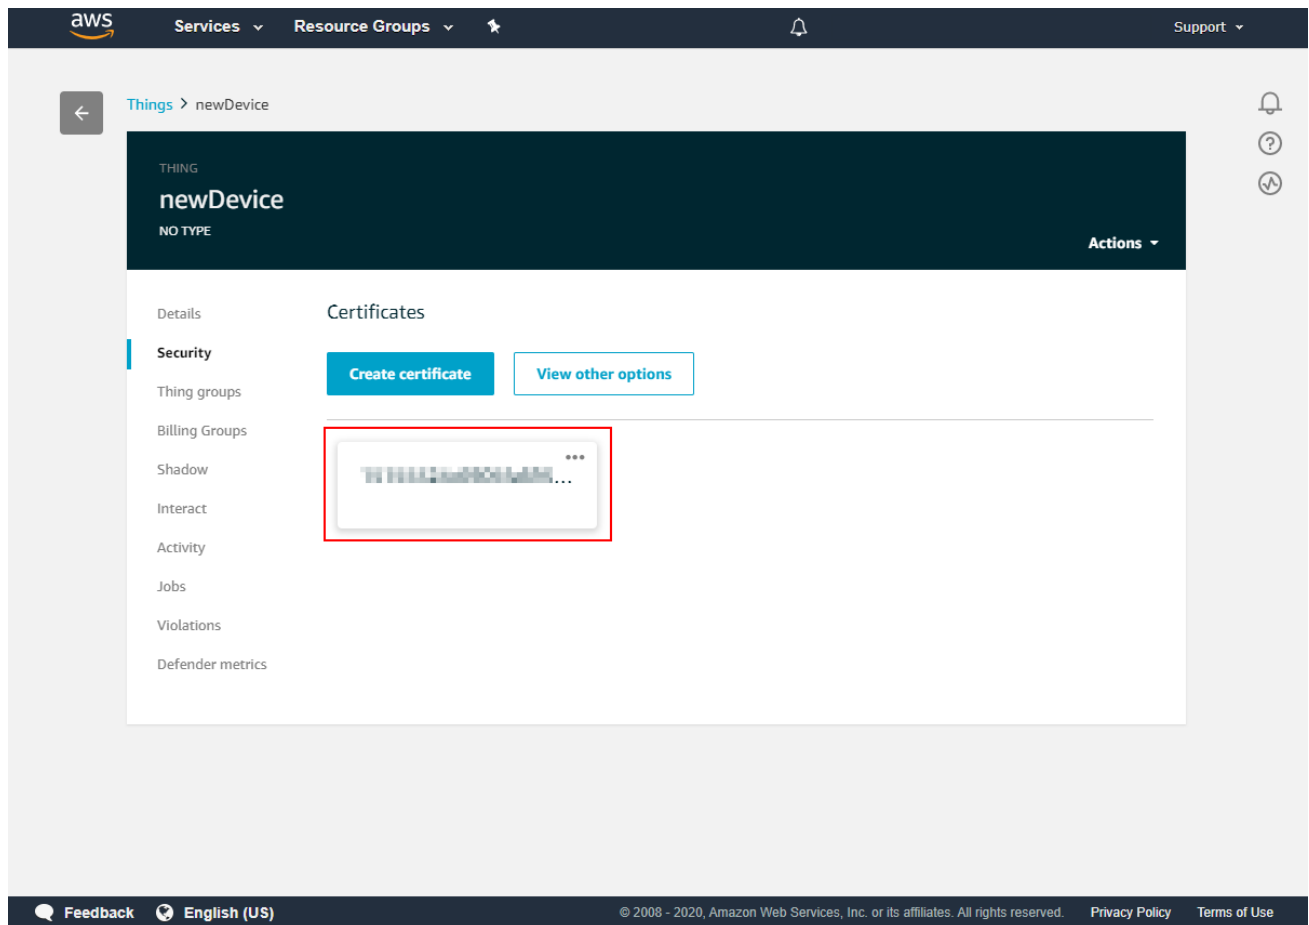 aws Services Resource Groups Support
Things > newDevice
THING
newDevice
NO TYPE
Actions
Details
Security
Thing groups
Billing Groups
Shadow
Interact
Activity
Jobs
Violations
Defender metrics
Certificates
Create certificate View other options
...
Feedback English (US) © 2008 - 2020, Amazon Web Services, Inc. or its affiliates. All rights reserved. Privacy Policy Terms of Use